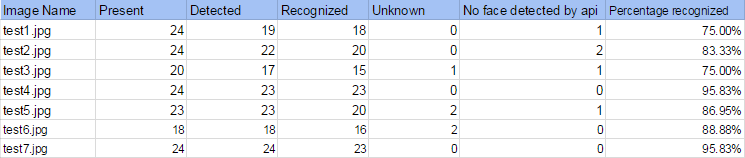 Image Name Present Detected Recognized Unknown No face detected by api Percentage recognized
test1.jpg 24 19 18 0 1 75.00%
test2.jpg 24 22 20 0 2 83.33%
test3.jpg 20 17 15 1 1 75.00%
test4.jpg 24 23 23 0 0 95.83%
test5.jpg 23 23 20 2 1 86.95%
test6.jpg 18 18 16 2 0 88.88%
test7.jpg 24 24 23 0 0 95.83%